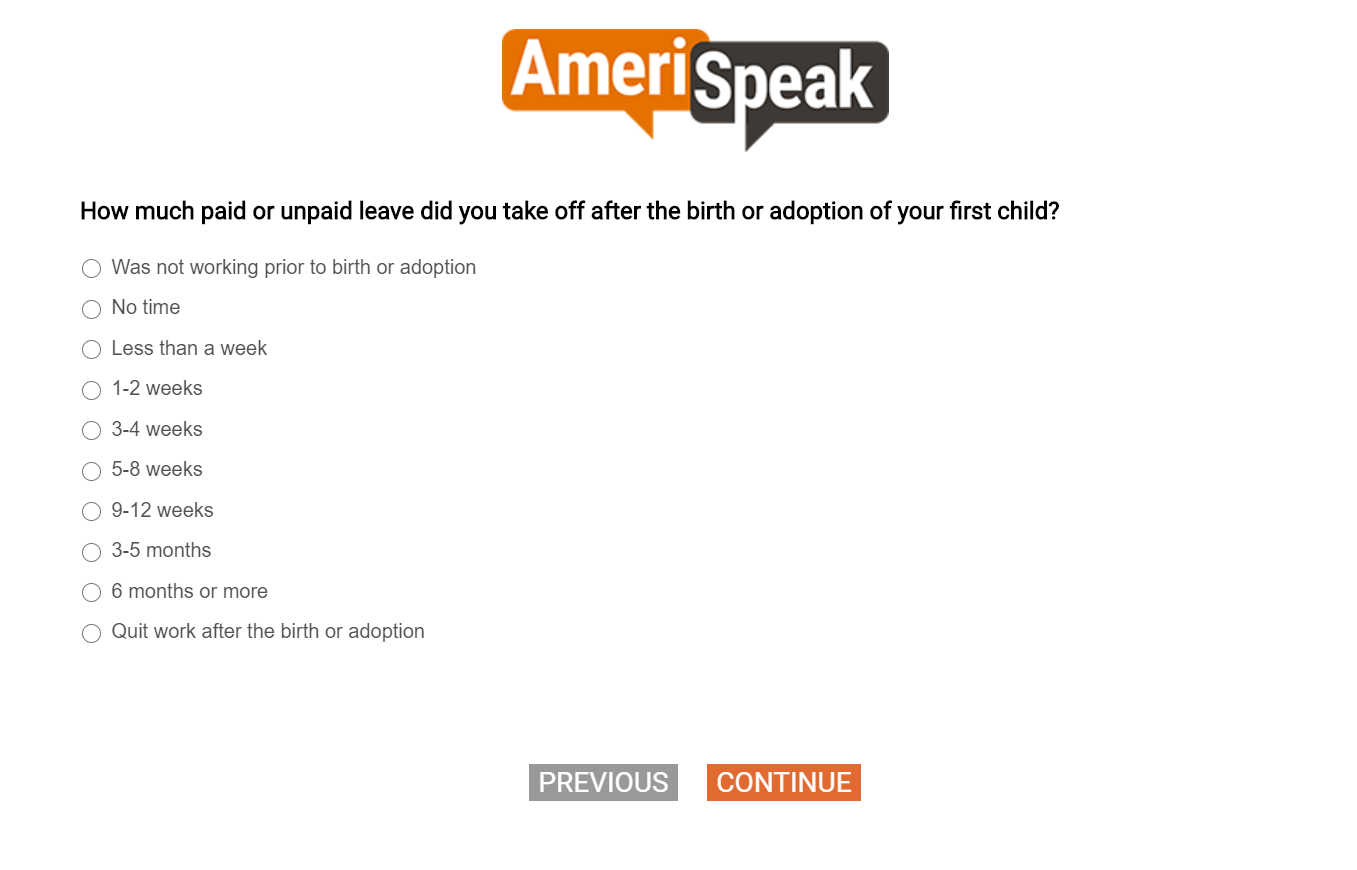 AmeriSpeak
How much paid or unpaid leave did you take off after the birth or adoption of your first child?
Was not working prior to birth or adoption
No time
Less than a week
1-2 weeks
3-4 weeks
5-8 weeks
9-12 weeks
3-5 months
6 months or more
Quit work after the birth or adoption
PREVIOUS CONTINUE